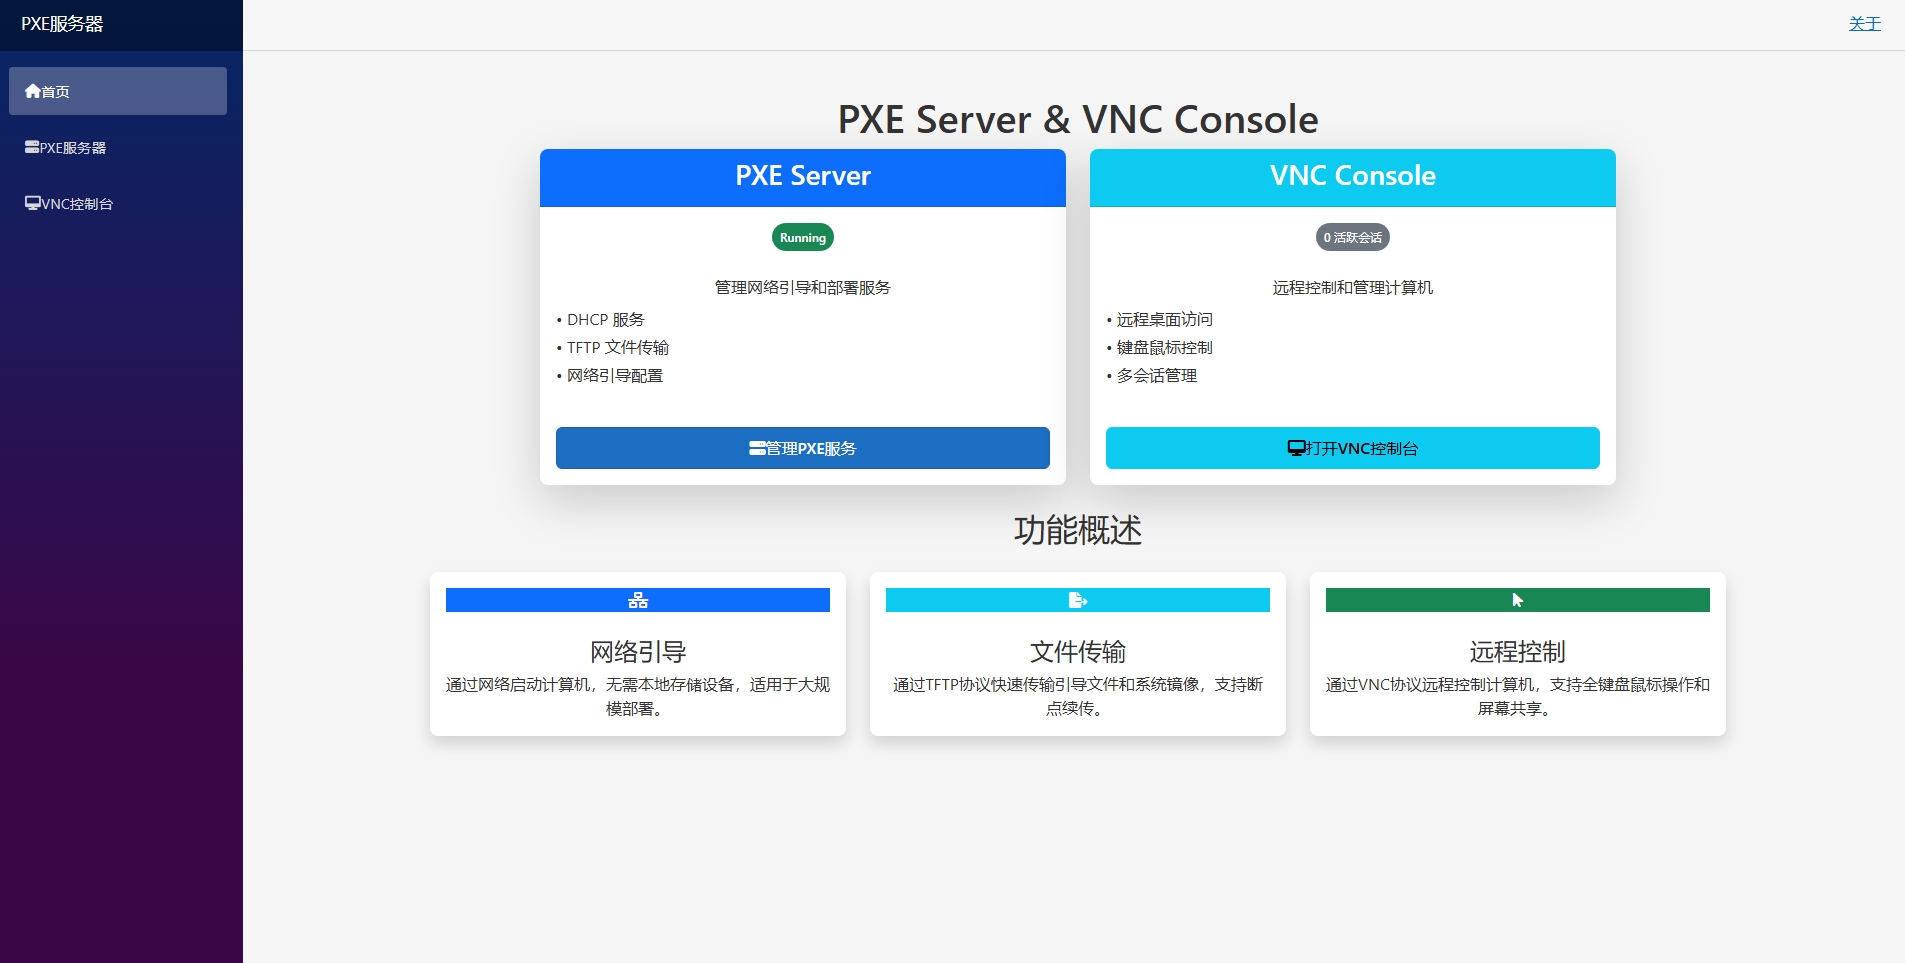 PXE服务器
关于
首页
PXE服务器
VNC控制台
PXE Server & VNC Console
PXE Server
Running
管理网络引导和部署服务
• DHCP 服务
• TFTP 文件传输
• 网络引导配置
管理PXE服务
VNC Console
0 活跃会话
远程控制和管理计算机
• 远程桌面访问
• 键盘鼠标控制
• 多会话管理
打开VNC控制台
功能概述
网络引导
通过网络启动计算机，无需本地存储设备，适用于大规
模部署。
文件传输
通过TFTP协议快速传输引导文件和系统镜像，支持断
点续传。
远程控制
通过VNC协议远程控制计算机，支持全键盘鼠标操作和
屏幕共享。